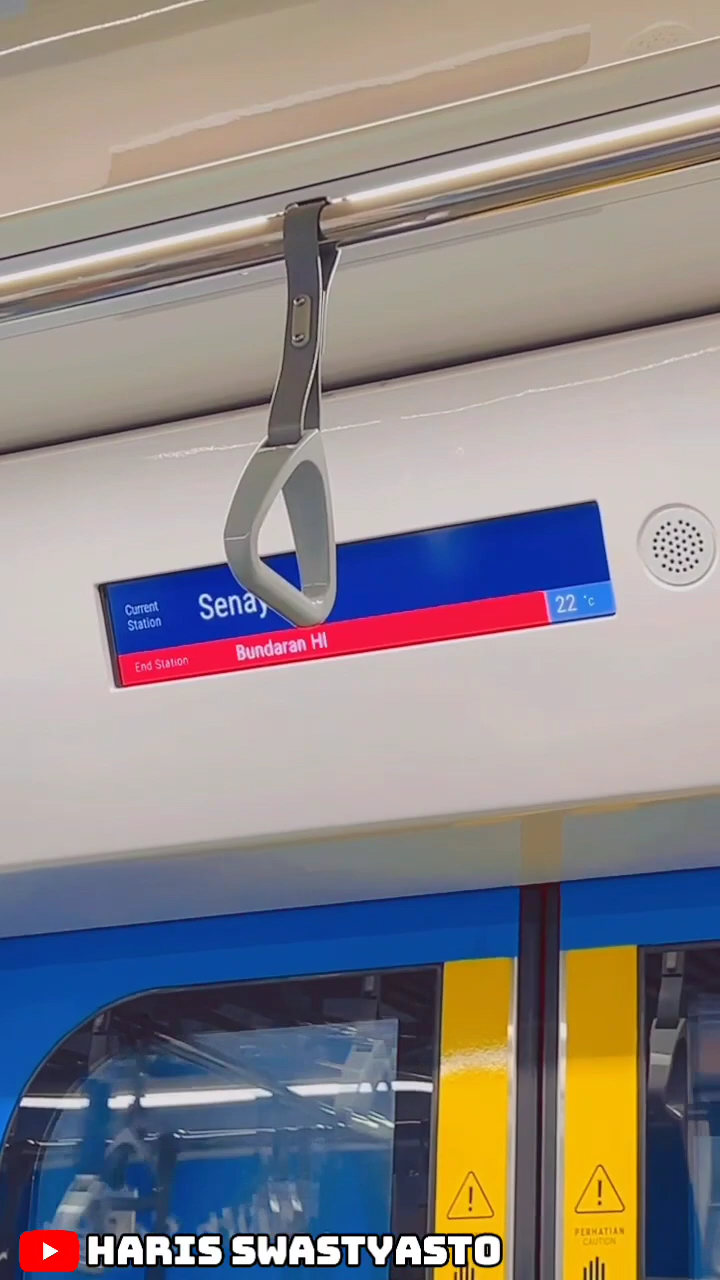 Current
Station
Senay
End Station
Bundaran HI
22 °C
PERHATIAN
CAUTION
HARIS SWASTYASTO